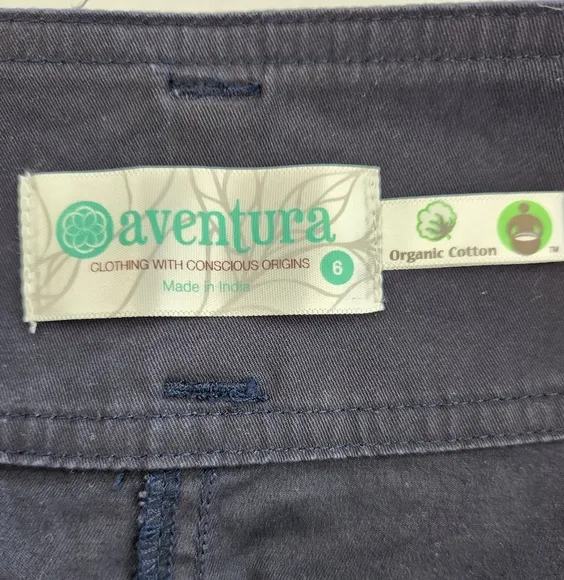 aventura
CLOTHING WITH CONSCIOUS ORIGINS
6
Made in India
Organic Cotton
TM